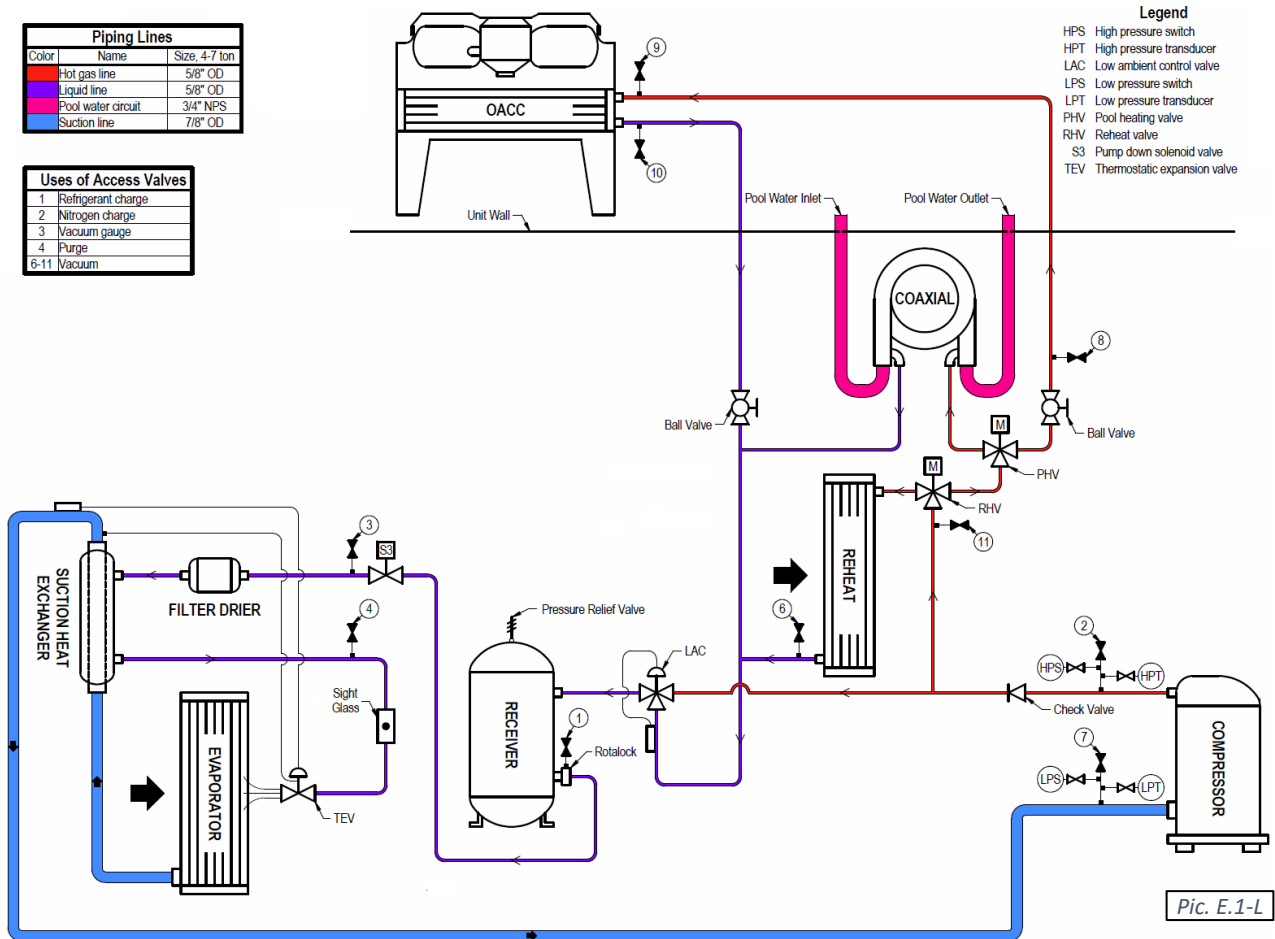 Piping Lines
Color Name Size, 4-7 ton
Hot gas line 5/8" OD
Liquid line 5/8" OD
Pool water circuit 3/4" NPS
Suction line 7/8" OD
Uses of Access Valves
1 Refrigerant charge
2 Nitrogen charge
3 Vacuum gauge
4 Purge
6-11 Vacuum
Legend
HPS High pressure switch
HPT High pressure transducer
LAC Low ambient control valve
LPS Low pressure switch
LPT Low pressure transducer
PHV Pool heating valve
RHV Reheat valve
S3 Pump down solenoid valve
TEV Thermostatic expansion valve
9
OACC
10
Unit Wall
Pool Water Inlet
Pool Water Outlet
COAXIAL
8
Ball Valve
Ball Valve
M
PHV
M
RHV
11
REHEAT
6
3
S3
SUCTION HEAT
EXCHANGER
FILTER DRIER
4
Pressure Relief Valve
LAC
Sight
Glass
RECEIVER
1
Rotalock
EVAPORATOR
TEV
2
HPS
HPT
Check Valve
7
LPS
LPT
COMPRESSOR
Pic. E.1-L